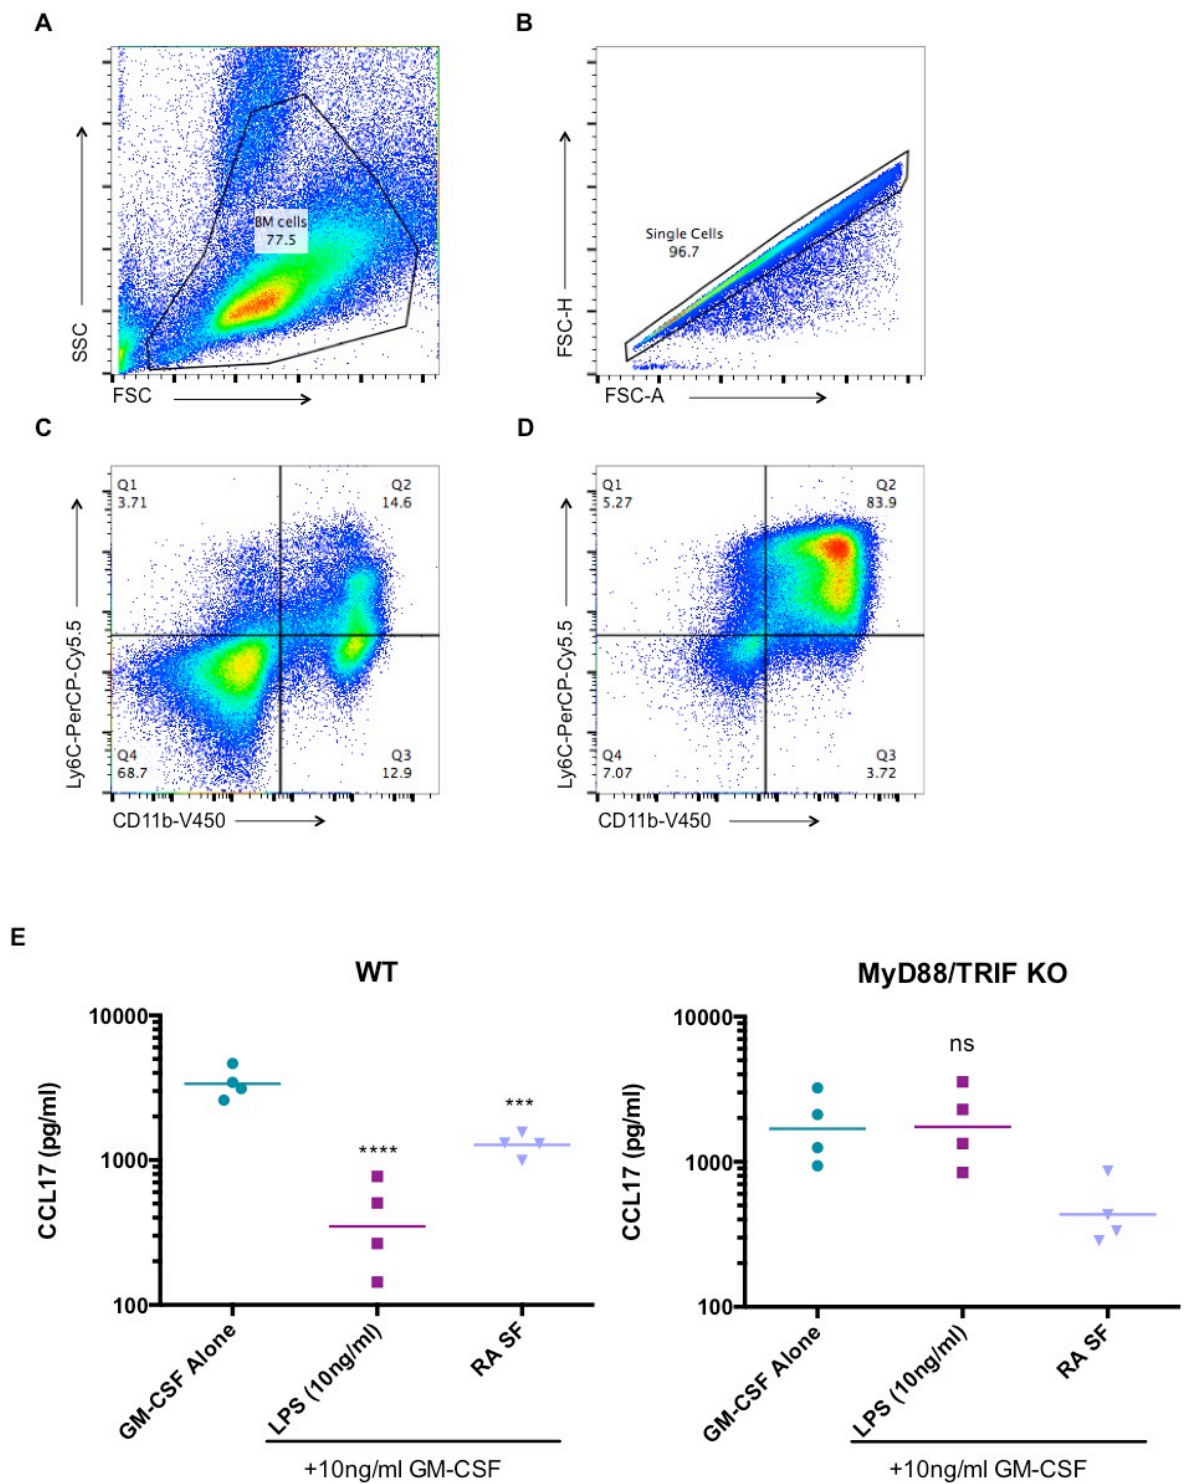 A
B
SSC
BM cells
77.5
FSC
FSC-H
Single Cells
96.7
FSC-A
C
D
Ly6C-PerCP-Cy5.5
Q1
3.71
Q2
14.6
Q4
68.7
Q3
12.9
CD11b-V450
Ly6C-PerCP-Cy5.5
Q1
5.27
Q2
83.9
Q4
7.07
Q3
3.72
CD11b-V450
E
WT
CCL17 (pg/ml)
10000
1000
100
****
***
GM-CSF Alone
LPS (10ng/ml)
RA SF
+10ng/ml GM-CSF
MyD88/TRIF KO
CCL17 (pg/ml)
10000
1000
100
ns
GM-CSF Alone
LPS (10ng/ml)
RA SF
+10ng/ml GM-CSF